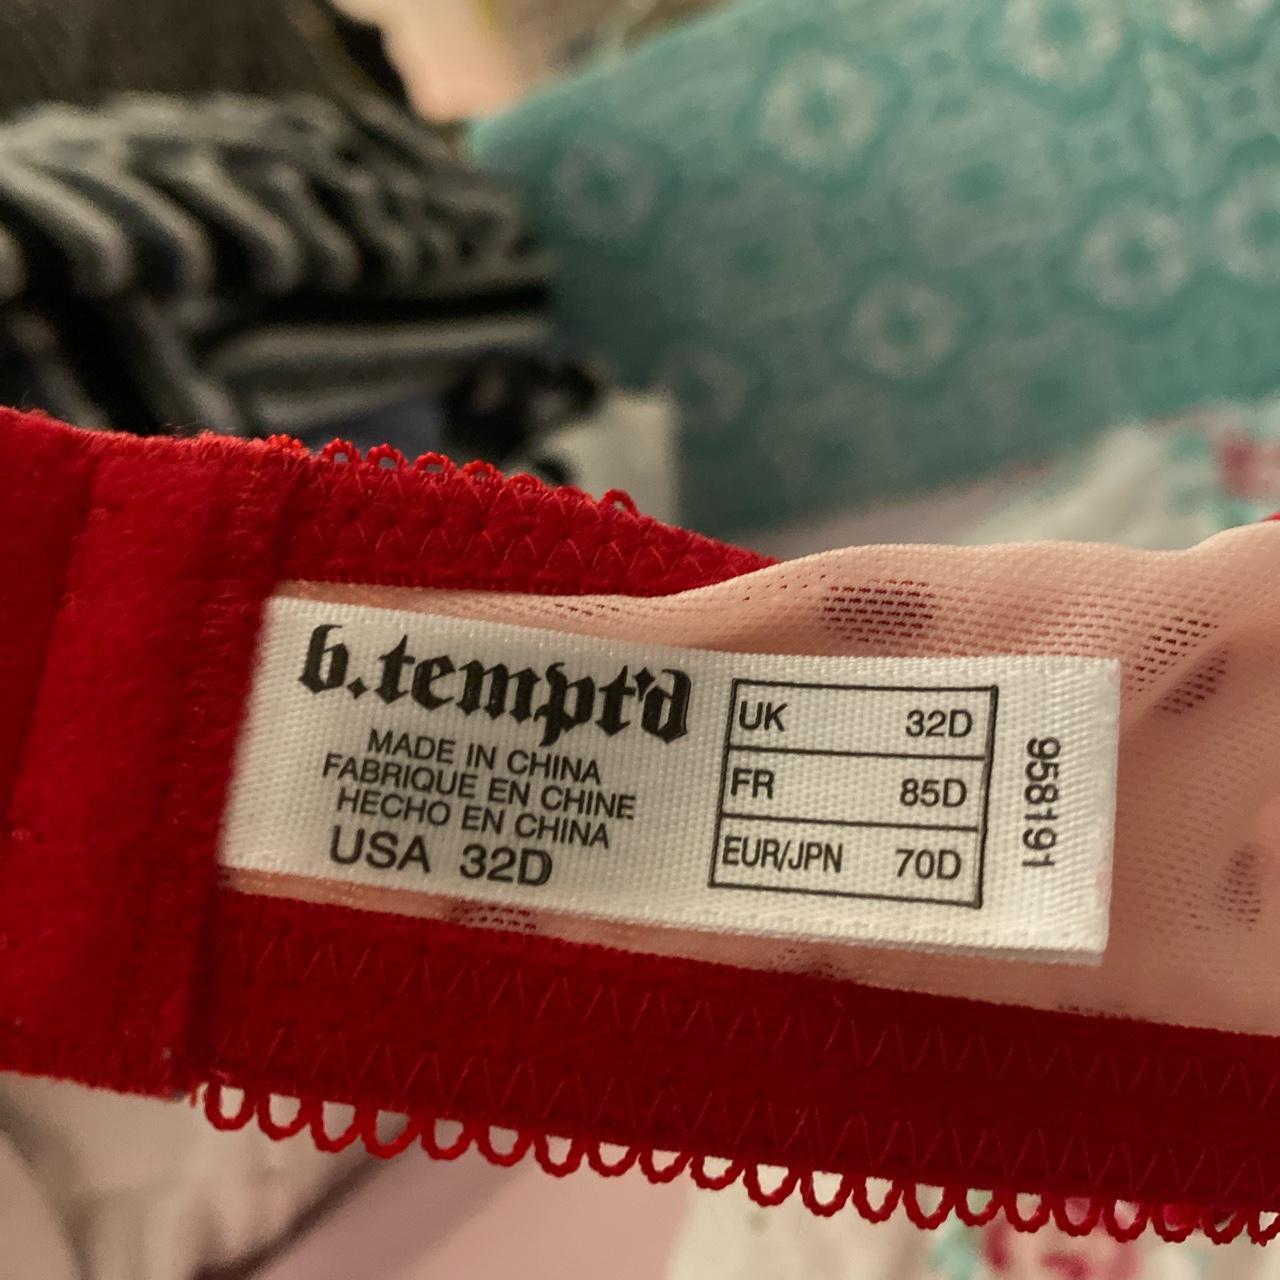 b.tempt'd
MADE IN CHINA
FABRIQUE EN CHINE
HECHO EN CHINA
USA 32D
UK 32D
FR 85D
EUR/JPN 70D
958191